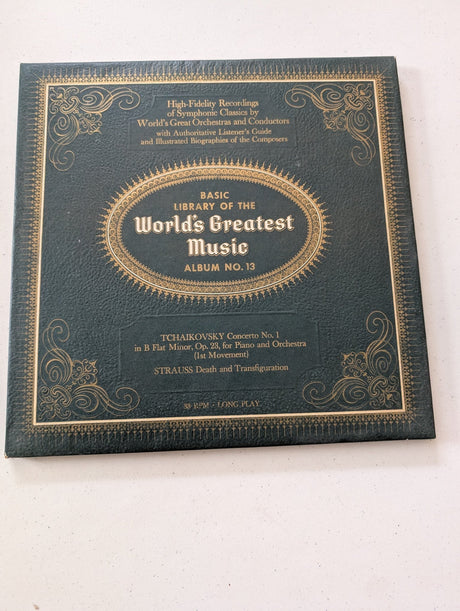 High-Fidelity Recordings
of Symphonic Classics by
World's Great Orchestras and Conductors
with Authoritative Listener's Guide
and Illustrated Biographies of the Composers
BASIC
LIBRARY OF THE
World's Greatest
Music
ALBUM NO. 13
TCHAIKOVSKY Concerto No. 1
in B Flat Minor, Op. 23, for Piano and Orchestra
(1st Movement)
STRAUSS Death and Transfiguration
33 RPM - LONG PLAY